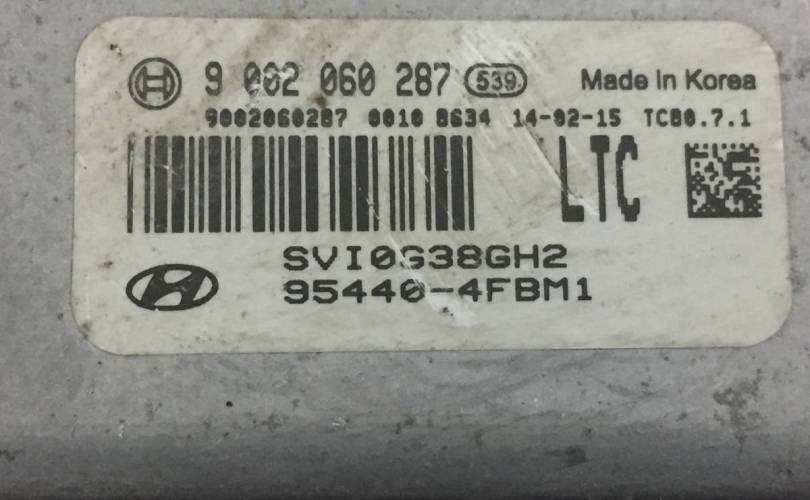 9 002 060 287 539 Made in Korea
9002060287 0010 8634 14-02-15 TC80.7.1
LTC
SVI0G38GH2
95440-4FBM1